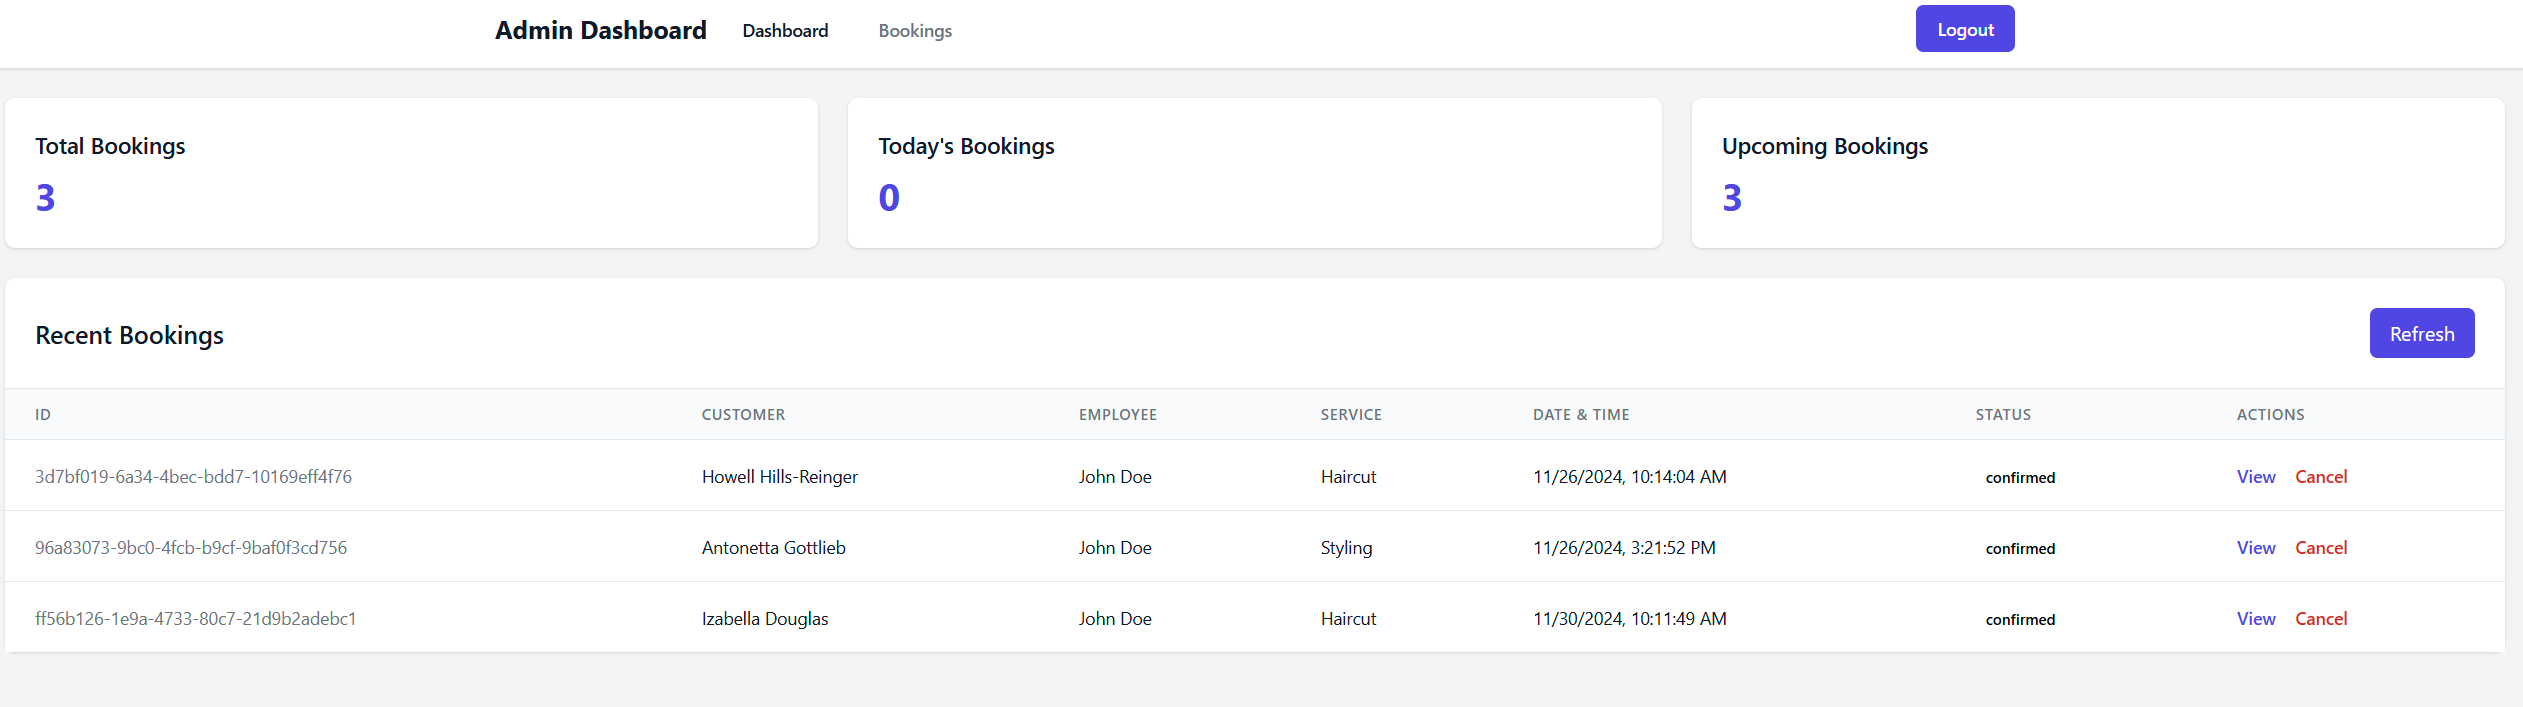 Admin Dashboard Dashboard Bookings Logout
Total Bookings Today's Bookings Upcoming Bookings
3 0 3
Recent Bookings Refresh
ID CUSTOMER EMPLOYEE SERVICE DATE & TIME STATUS ACTIONS
3d7bf019-6a34-4bec-bdd7-10169eff4f76 Howell Hills-Reinger John Doe Haircut 11/26/2024, 10:14:04 AM confirmed View Cancel
96a83073-9bc0-4fcb-b9cf-9baf0f3cd756 Antonetta Gottlieb John Doe Styling 11/26/2024, 3:21:52 PM confirmed View Cancel
ff56b126-1e9a-4733-80c7-21d9b2adebc1 Izabella Douglas John Doe Haircut 11/30/2024, 10:11:49 AM confirmed View Cancel